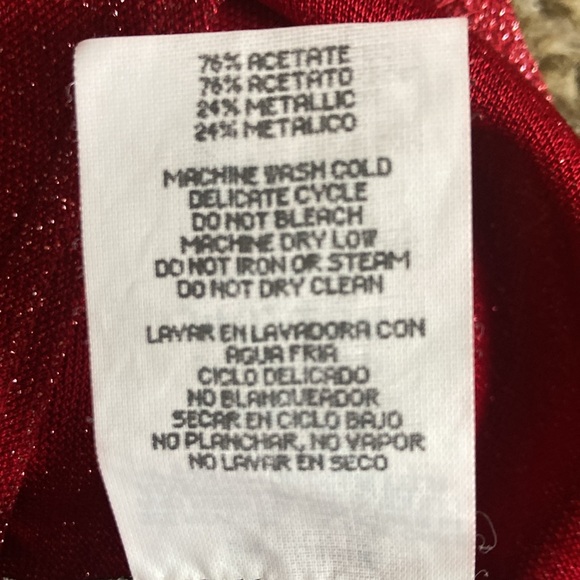 76% ACETATE
76% ACETATO
24% METALLIC
24% METALICO
MACHINE WASH COLD
DELICATE CYCLE
DO NOT BLEACH
MACHINE DRY LOW
DO NOT IRON OR STEAM
DO NOT DRY CLEAN
LAVAR EN LAVADORA CON
AGUA FRIA
CICLO DELICADO
NO BLANQUEADOR
SECAR EN CICLO BAJO
NO PLANCHAR, NO VAPOR
NO LAVAR EN SECO